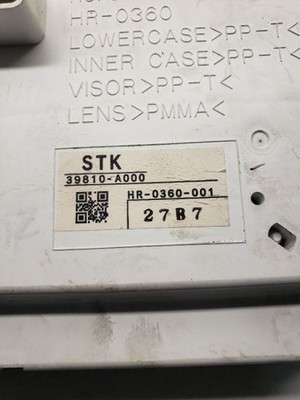 HR-0360
LOWERCASE>PP-T<
INNER CASE>PP-T<
VISOR>PP-T<
LENS>PMMA<
STK
39810-A000
HR-0360-001
27B7